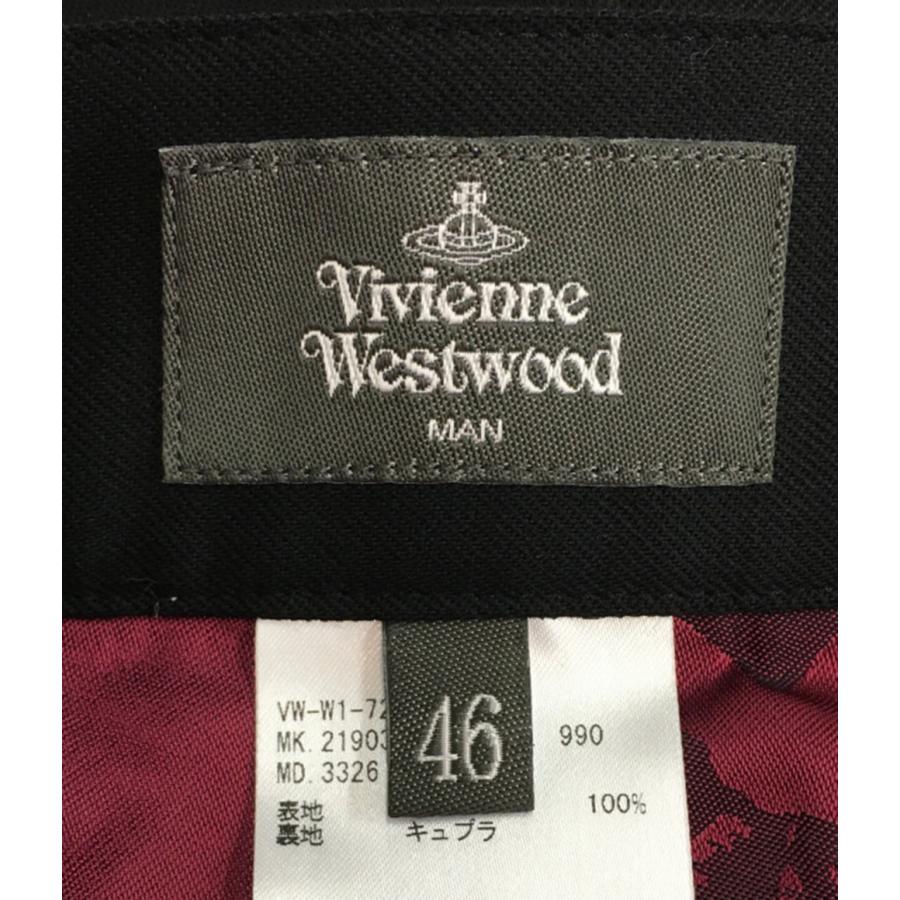 Vivienne
Westwood
MAN
46
VW-W1-72
990
MK. 21903
MD. 3326
表地 100%
裏地 キュプラ